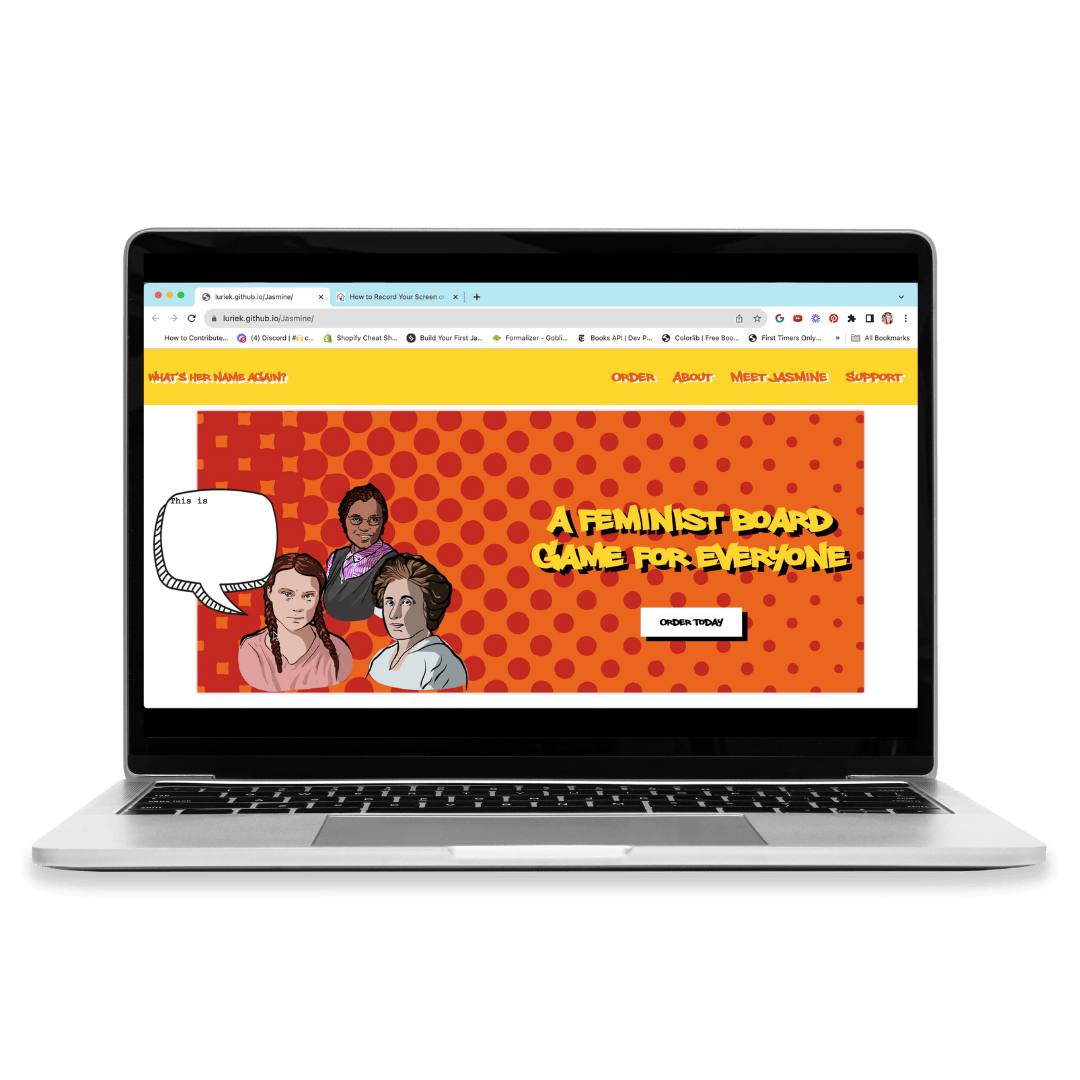 luriek.github.io/Jasmine/
How to Record Your Screen o
luriek.github.io/Jasmine/
How to Contribute... (4) Discord | #🙌 c... Shopify Cheat Sh... Build Your First Ja... Formalizer - Gobli... Books API | Dev P... Colorlib | Free Boo... First Timers Only... » All Bookmarks
WHAT'S HER NAME AGAIN? ORDER ABOUT MEET JASMINE SUPPORT
This is
A FEMINIST BOARD
GAME FOR EVERYONE
ORDER TODAY